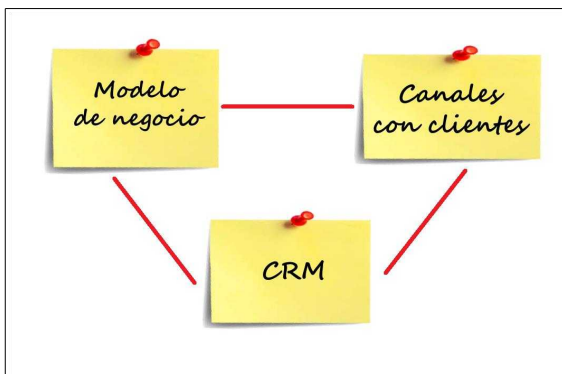 Modelo
de negocio
Canales
con clientes
CRM